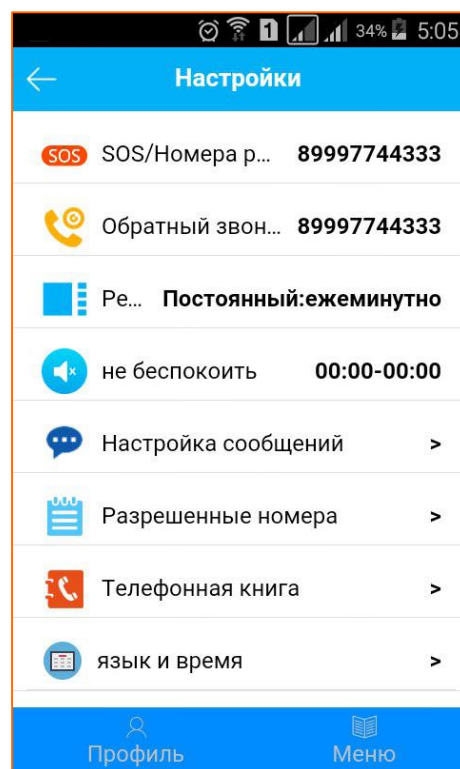 1 34% 5:05
Настройки
SOS SOS/Номера р... 89997744333
Обратный звон... 89997744333
Ре... Постоянный:ежеминутно
не беспокоить 00:00-00:00
Настройка сообщений >
Разрешенные номера >
Телефонная книга >
язык и время >
Профиль Меню